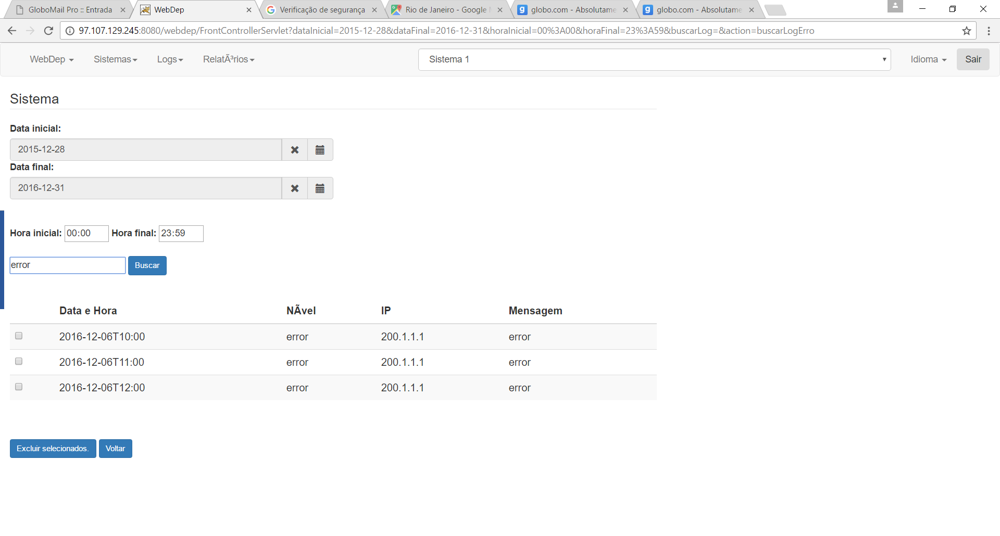 GloboMail Pro :: Entrada
WebDep
Verificação de segurança
Rio de Janeiro - Google
globo.com - Absolutame
globo.com - Absolutame
97.107.129.245:8080/webdep/FrontControllerServlet?dataInicial=2015-12-28&dataFinal=2016-12-31&horaInicial=00%3A00&horaFinal=23%3A59&buscarLog=&action=buscarLogErro
WebDep Sistemas Logs RelatÃ³rios Sistema 1 Idioma Sair
Sistema
Data inicial:
2015-12-28
Data final:
2016-12-31
Hora inicial: 00:00 Hora final: 23:59
error Buscar
Data e Hora NÃvel IP Mensagem
2016-12-06T10:00 error 200.1.1.1 error
2016-12-06T11:00 error 200.1.1.1 error
2016-12-06T12:00 error 200.1.1.1 error
Excluir selecionados. Voltar